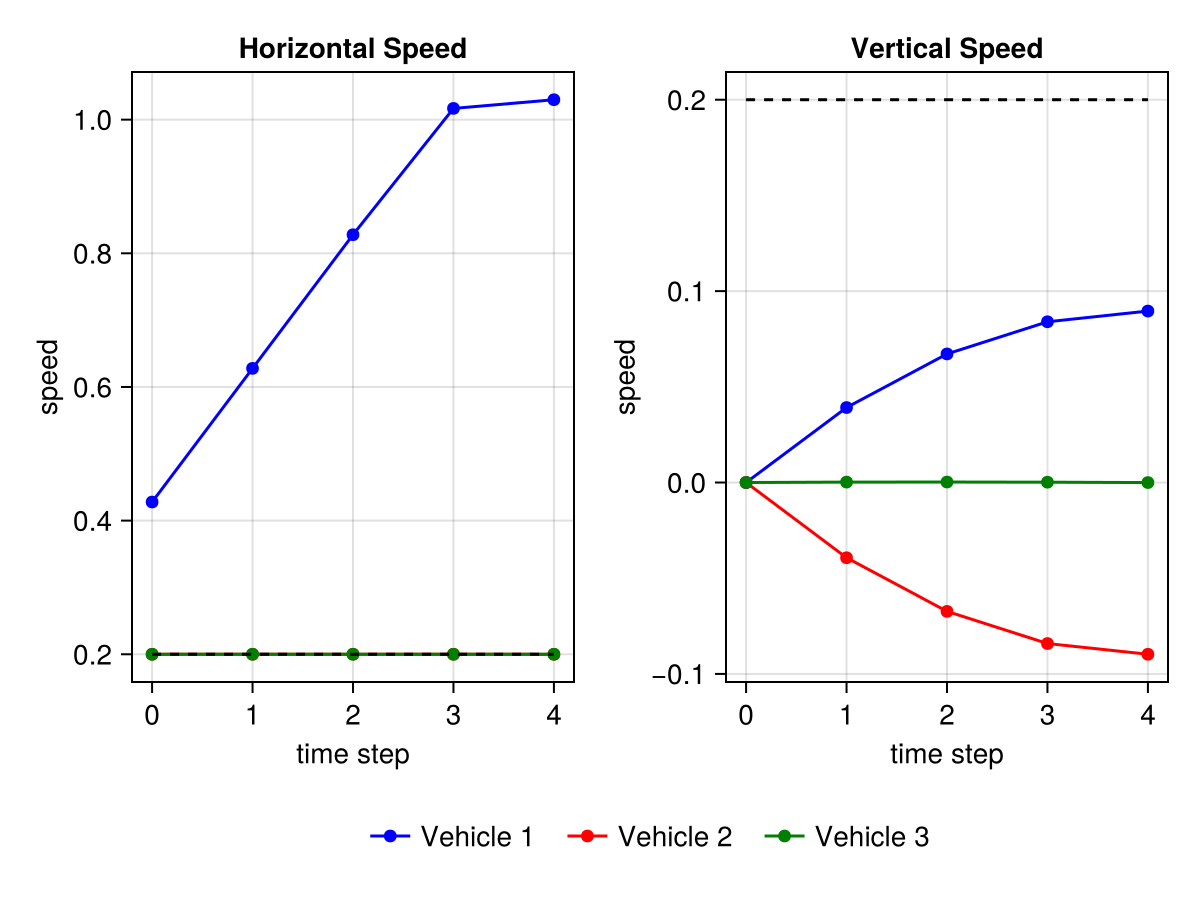 Horizontal Speed
1.0
0.8
0.6
0.4
0.2
speed
0 1 2 3 4
time step
Vertical Speed
0.2
0.1
0.0
−0.1
speed
0 1 2 3 4
time step
Vehicle 1 Vehicle 2 Vehicle 3